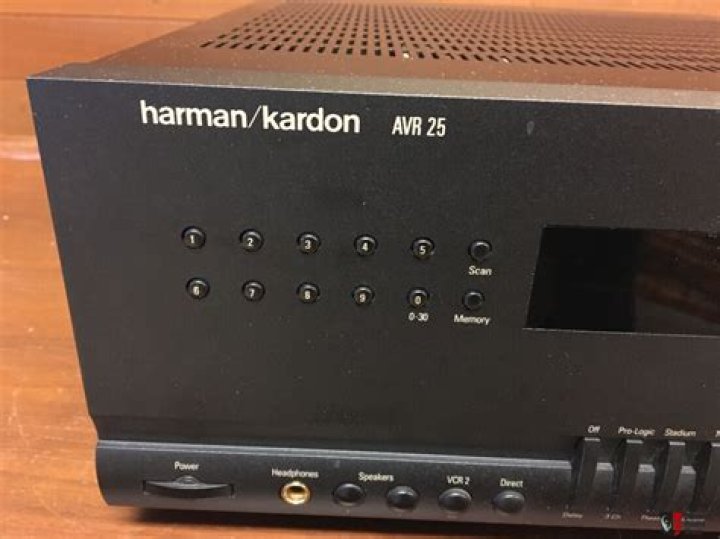 harman/kardon AVR 25
1 2 3 4 5
Scan
6 7 8 9 0
0-30 Memory
Off Pro-Logic Stadium
Power Headphones Speakers VCR 2 Direct